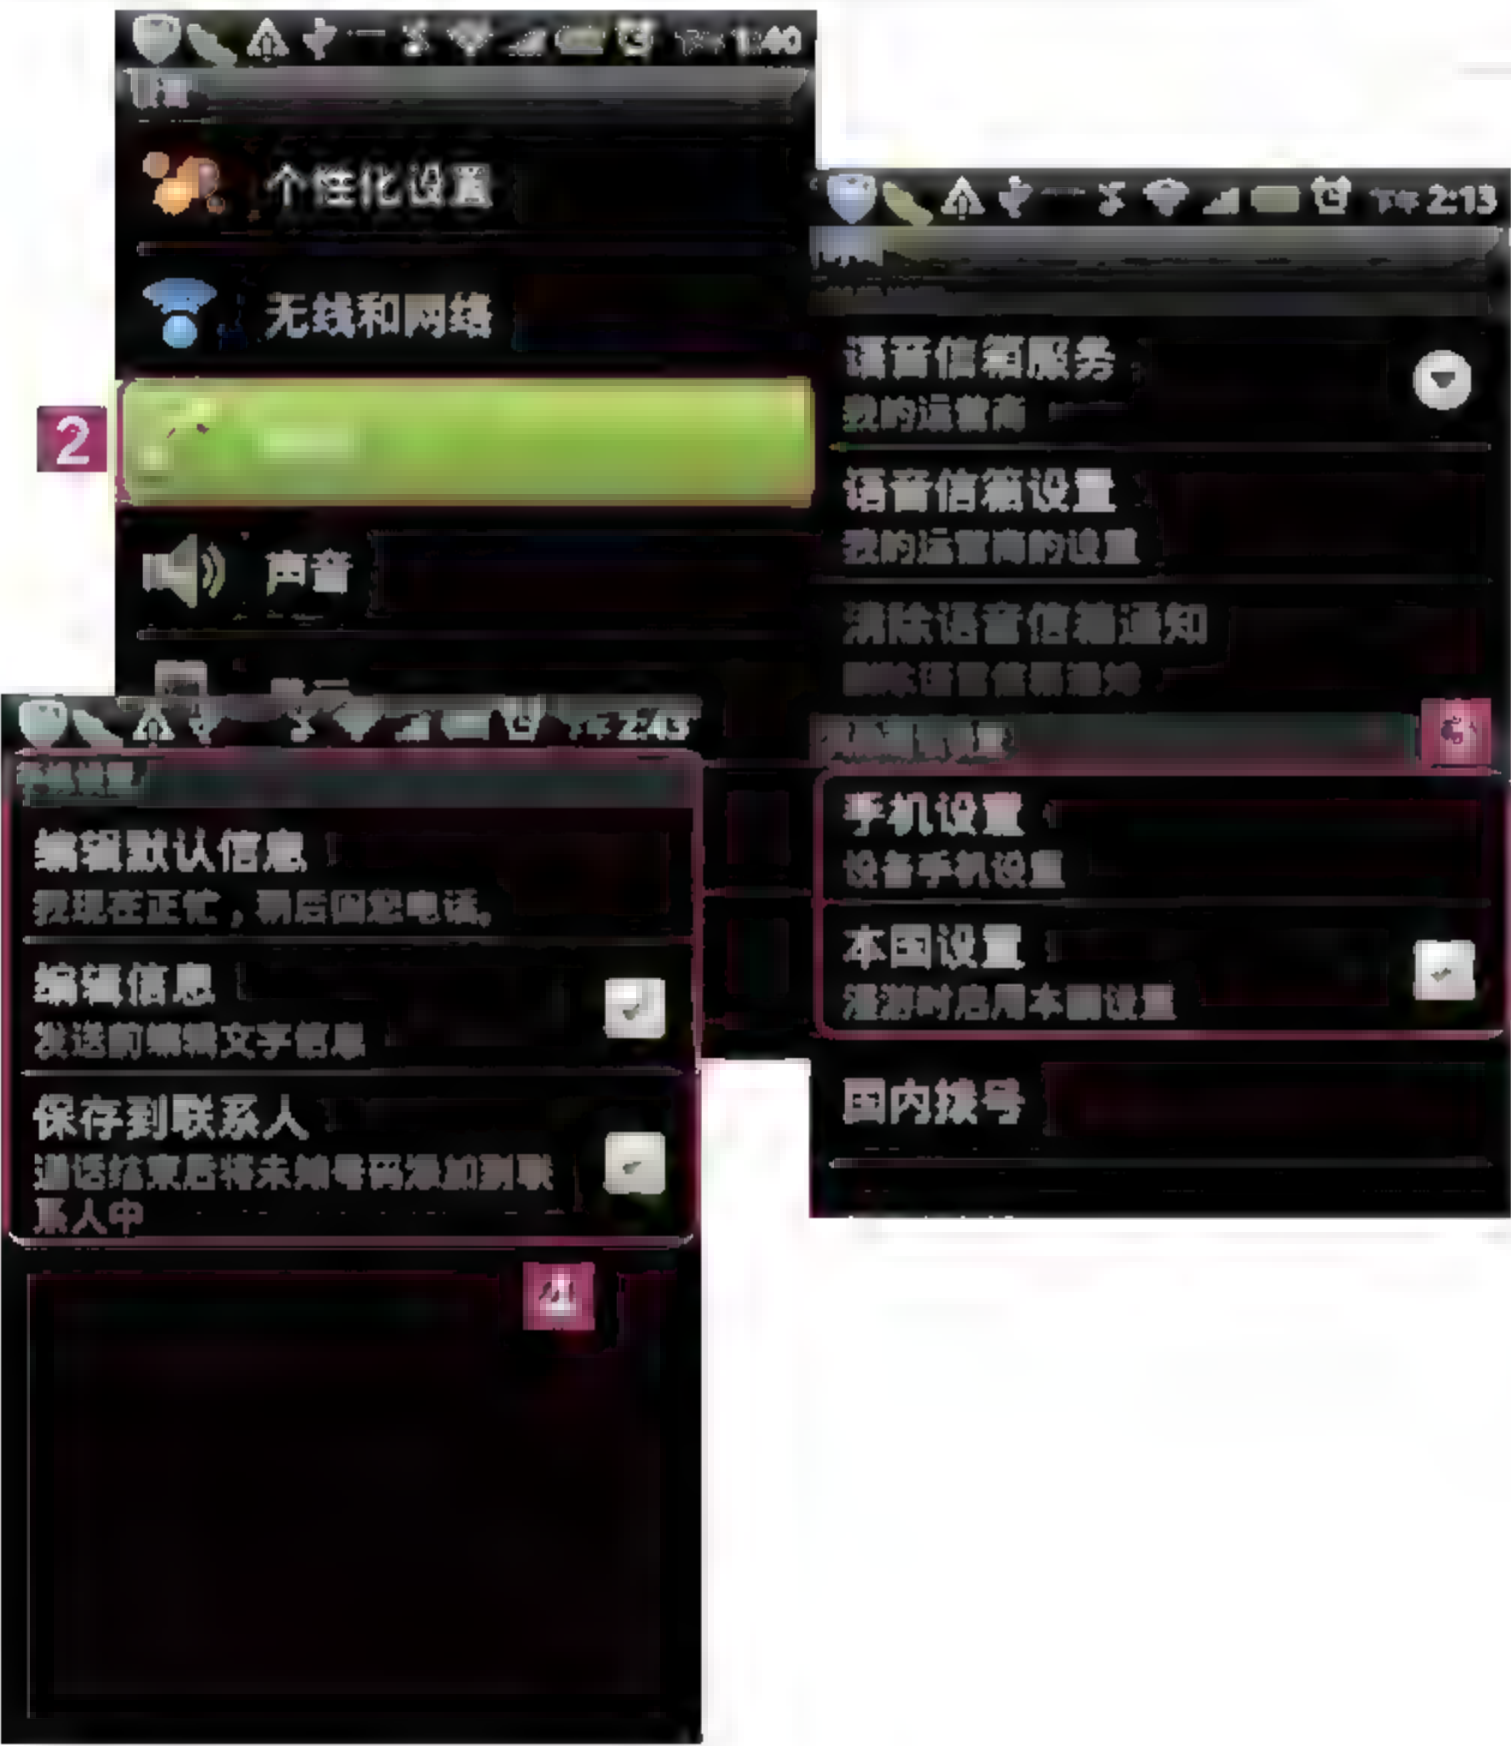 个性化设置
无线和网络
2
声音
2:13
语音信箱服务
我的运营商
语音信箱设置
我的运营商的设置
清除语音信箱通知
手机设置
设备手机设置
本国设置
漫游时启用本国设置
国内拨号
2:43
编辑默认信息
我现在正忙，稍后回您电话。
编辑信息
发送前编辑文字信息
保存到联系人
通话结束后将未知号码添加到联
系人中
4